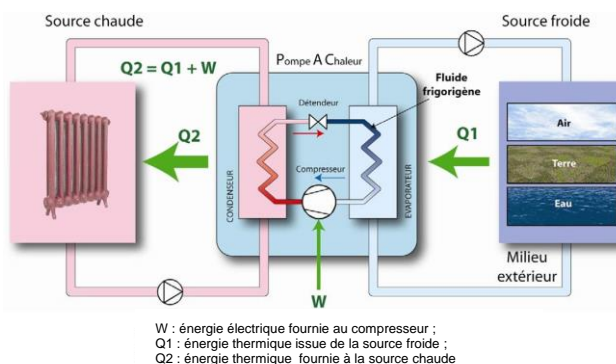 Source chaude
Source froide
Q2 = Q1 + W
Pompe A Chaleur
Fluide
frigorigène
Détendeur
Q2
Q1
CONDENSEUR
Compresseur
EVAPORATEUR
Air
Terre
Eau
Milieu
extérieur
W
W : énergie électrique fournie au compresseur ;
Q1 : énergie thermique issue de la source froide ;
Q2 : énergie thermique fournie à la source chaude